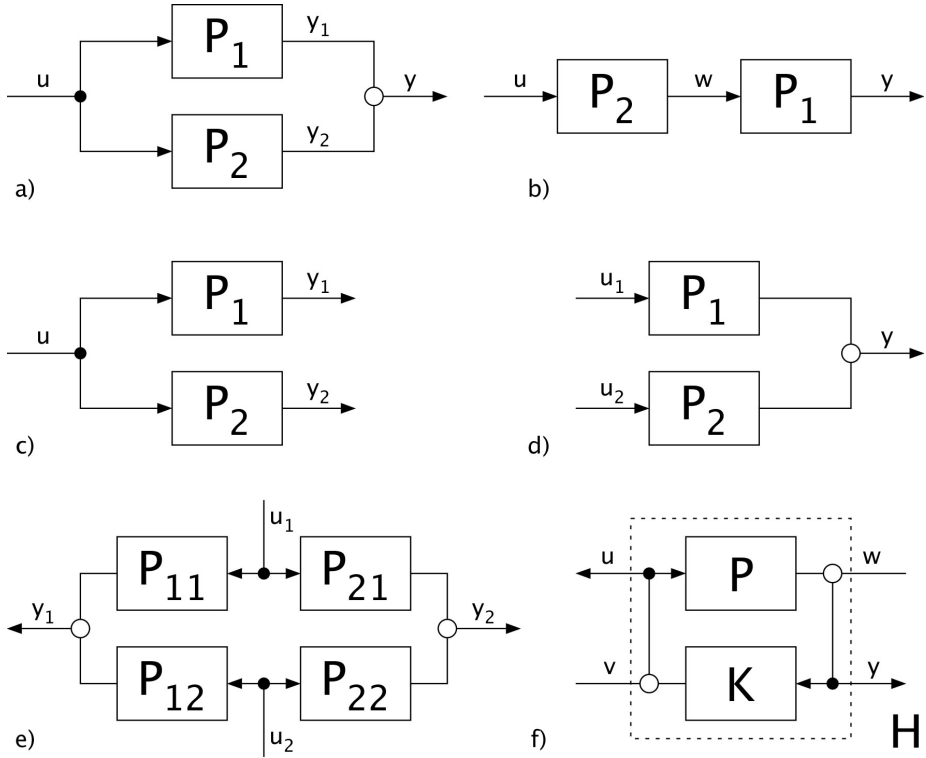 u P₁ y₁ y
P₂ y₂
a)
u P₂ w P₁ y
b)
u P₁ y₁
P₂ y₂
c)
u₁ P₁ y
u₂ P₂
d)
u₁
P₁₁ P₂₁
y₁ y₂
P₁₂ P₂₂
e) u₂
u P w
v K y
f) H